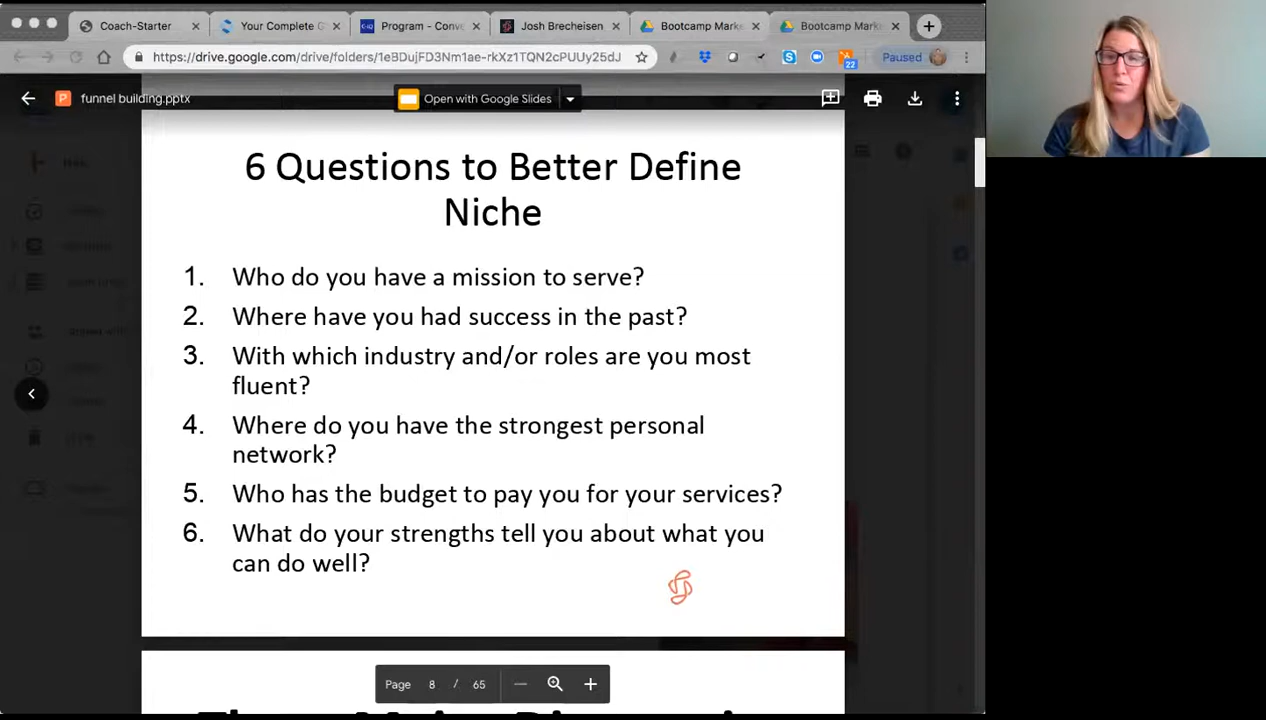 Coach-Starter
Your Complete G
Program - Conv
Josh Brecheisen
Bootcamp Mark
Bootcamp Mark
https://drive.google.com/drive/folders/1eBDujFD3Nm1ae-rkXz1TQN2cPUUy25dJ
22
Paused
funnel building.pptx
Open with Google Slides
6 Questions to Better Define
Niche
1. Who do you have a mission to serve?
2. Where have you had success in the past?
3. With which industry and/or roles are you most
fluent?
4. Where do you have the strongest personal
network?
5. Who has the budget to pay you for your services?
6. What do your strengths tell you about what you
can do well?
Page 8 / 65